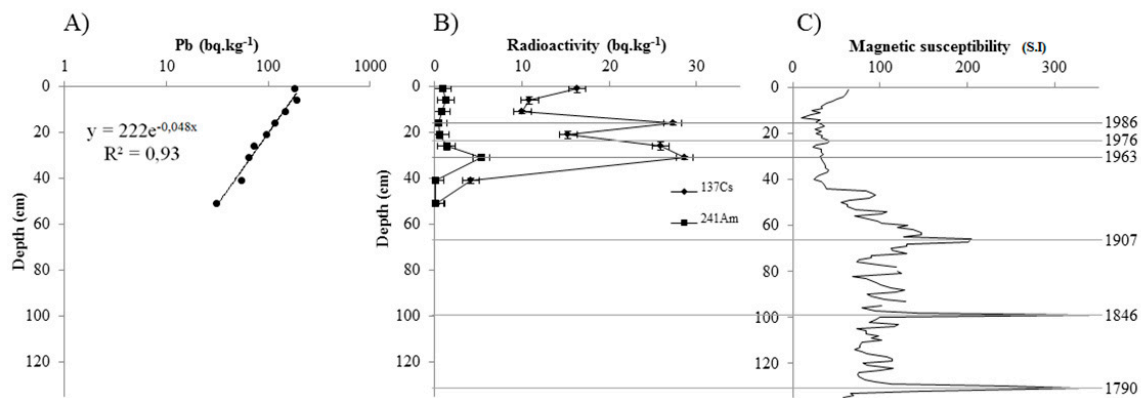 A)
Pb (bq.kg-1)
1 10 100 1000
0
20
40
60
80
100
120
Depth (cm)
y = 222e-0,048x
R² = 0,93
B)
Radioactivity (bq.kg-1)
0 10 20 30
0
20
40
60
80
100
120
Depth (cm)
137Cs
241Am
C)
Magnetic susceptibility (S.I)
0 100 200 300
0
20
40
60
80
100
120
1986
1976
1963
1907
1846
1790